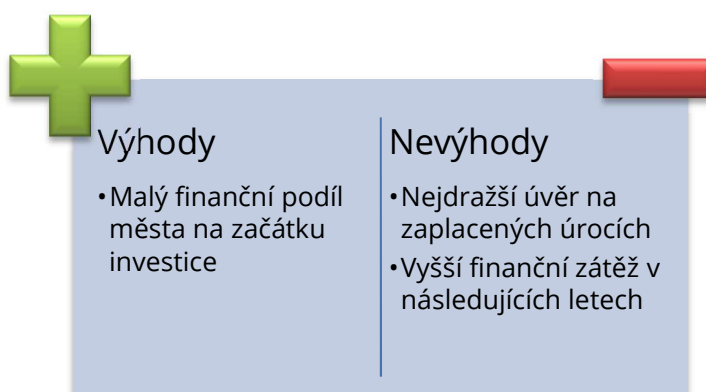 Výhody
•Malý finanční podíl
města na začátku
investice
Nevýhody
•Nejdražší úvěr na
zaplacených úrocích
•Vyšší finanční zátěž v
následujících letech